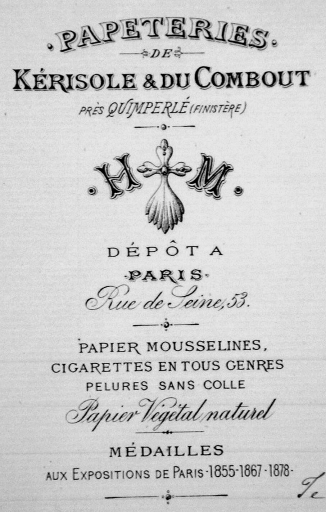 PAPETERIES
DE
KÉRISOLE & DU COMBOUT
PRÈS QUIMPERLÉ (FINISTÈRE)
H M
DÉPÔT A
PARIS
Rue de Seine, 53.
PAPIER MOUSSELINES,
CIGARETTES EN TOUS GENRES
PELURES SANS COLLE
Papier Végétal naturel
MÉDAILLES
AUX EXPOSITIONS DE PARIS-1855-1867-1878-